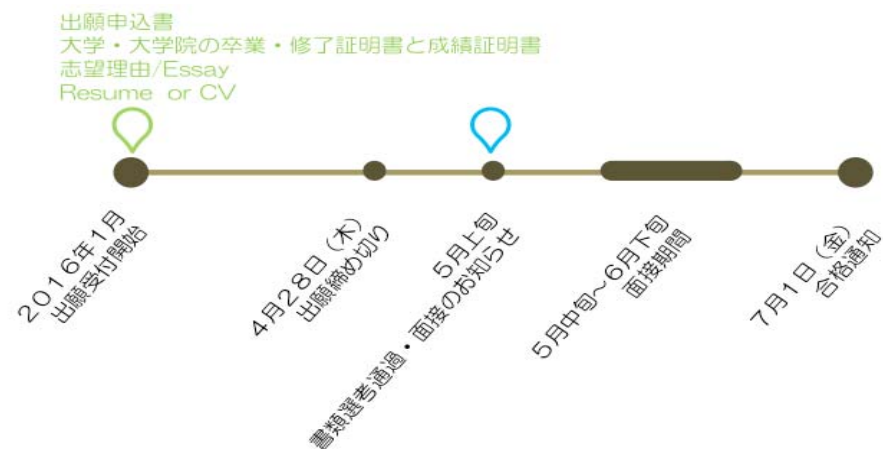 出願申込書
大学・大学院の卒業・修了証明書と成績証明書
志望理由/Essay
Resume or CV
２０１６年１月
出願受付開始
４月２８日（木）
出願締め切り
５月上旬
書類選考通過・面接のお知らせ
５月中旬～６月下旬
面接期間
７月１日（金）
合格通知